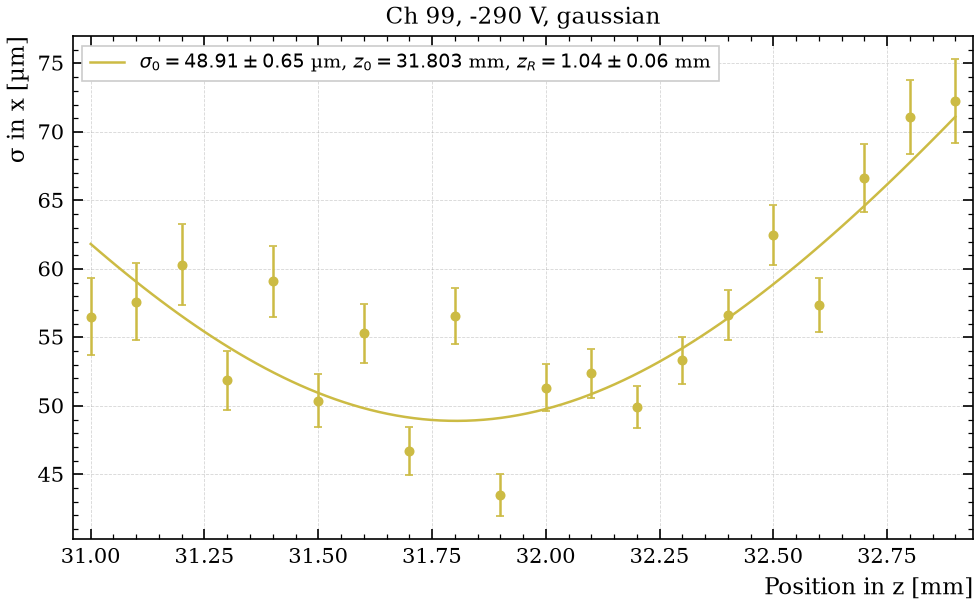 Ch 99, -290 V, gaussian
σ₀ = 48.91 ± 0.65 µm, z₀ = 31.803 mm, z_R = 1.04 ± 0.06 mm
σ in x [µm]
75
70
65
60
55
50
45
31.00 31.25 31.50 31.75 32.00 32.25 32.50 32.75
Position in z [mm]